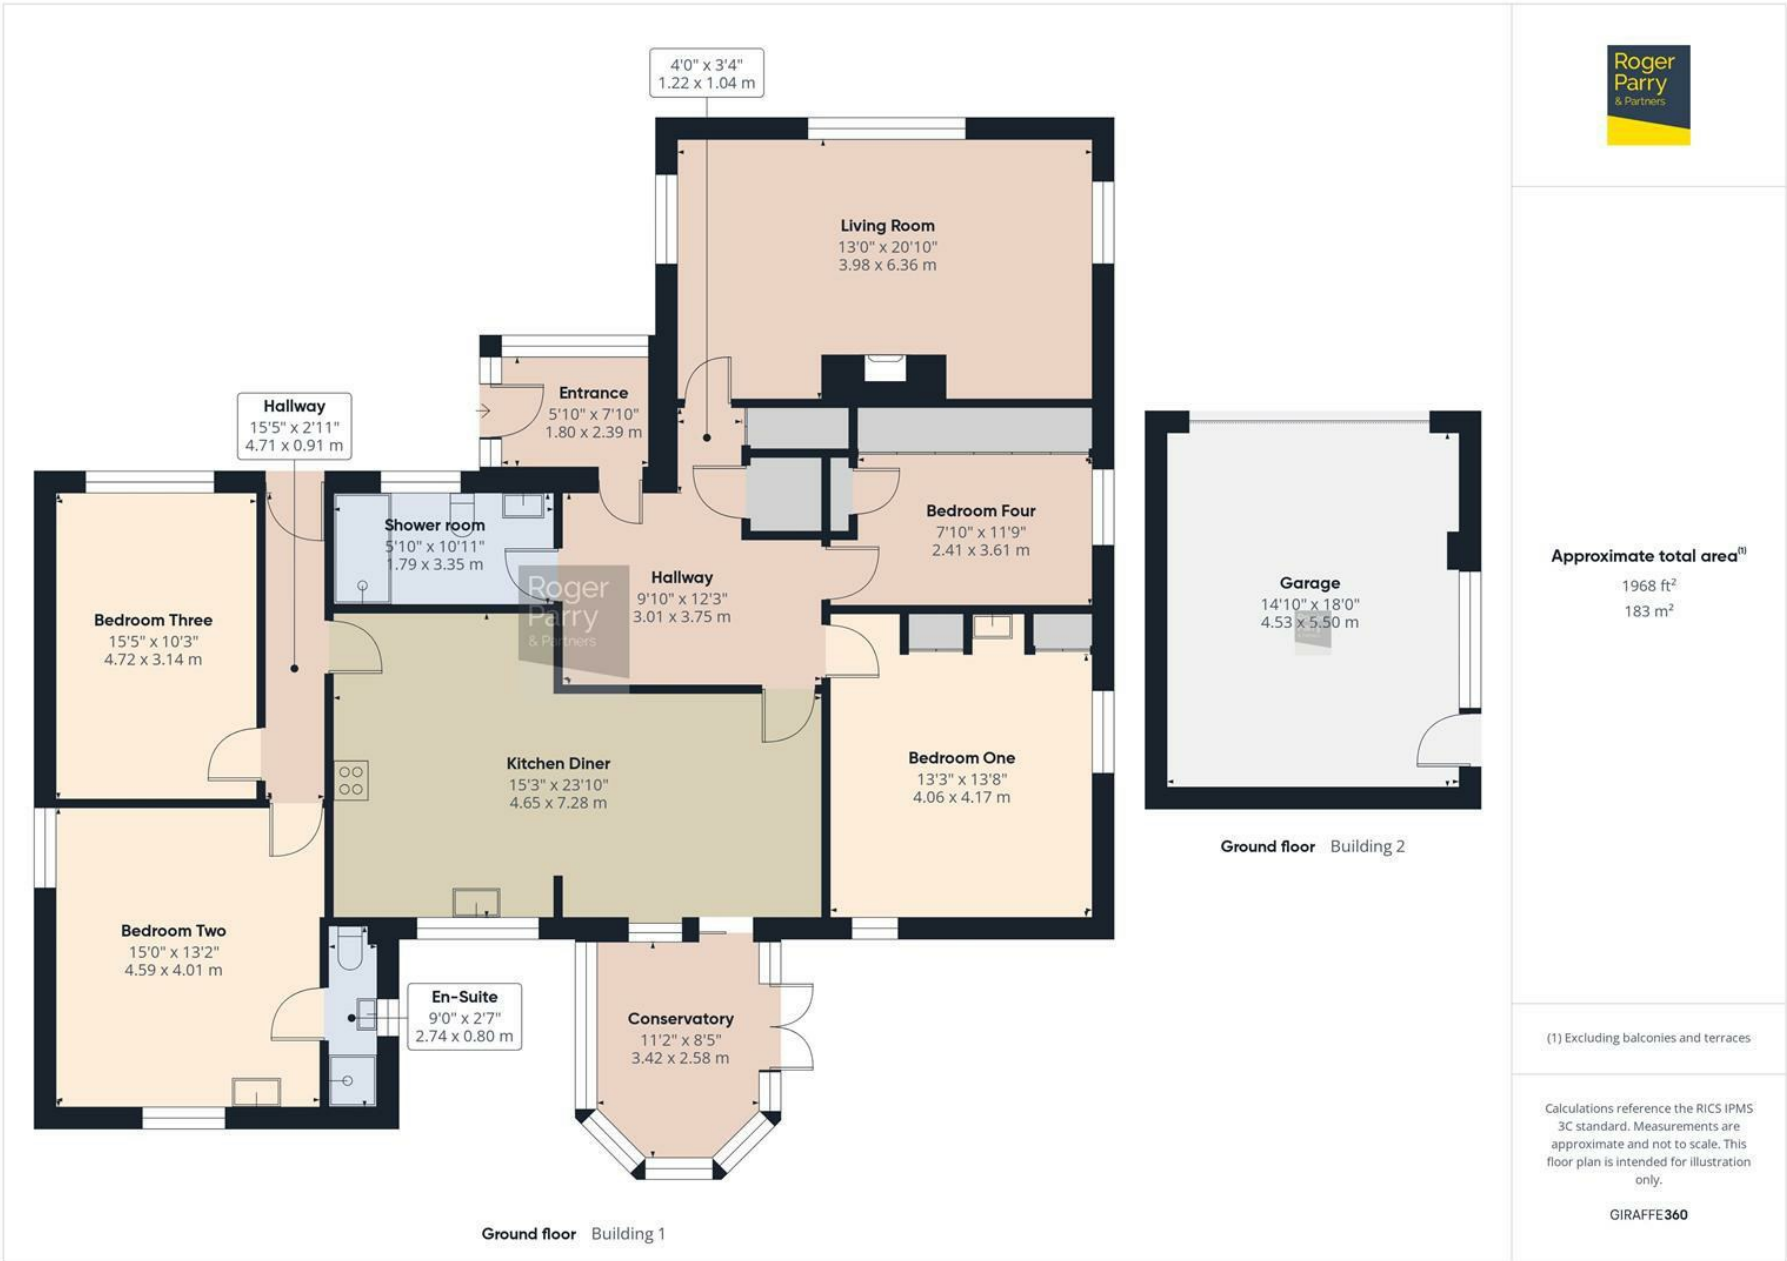 4'0" x 3'4"
1.22 x 1.04 m
Living Room
13'0" x 20'10"
3.98 x 6.36 m
Entrance
5'10" x 7'10"
1.80 x 2.39 m
Hallway
15'5" x 2'11"
4.71 x 0.91 m
Shower room
5'10" x 10'11"
1.79 x 3.35 m
Bedroom Four
7'10" x 11'9"
2.41 x 3.61 m
Hallway
9'10" x 12'3"
3.01 x 3.75 m
Roger
Parry
& Partners
Bedroom Three
15'5" x 10'3"
4.72 x 3.14 m
Kitchen Diner
15'3" x 23'10"
4.65 x 7.28 m
Bedroom One
13'3" x 13'8"
4.06 x 4.17 m
Bedroom Two
15'0" x 13'2"
4.59 x 4.01 m
En-Suite
9'0" x 2'7"
2.74 x 0.80 m
Conservatory
11'2" x 8'5"
3.42 x 2.58 m
Ground floor Building 1
Garage
14'10" x 18'0"
4.53 x 5.50 m
Ground floor Building 2
Roger
Parry
& Partners
Approximate total area(1)
1968 ft²
183 m²
(1) Excluding balconies and terraces
Calculations reference the RICS IPMS
3C standard. Measurements are
approximate and not to scale. This
floor plan is intended for illustration
only.
GIRAFFE360